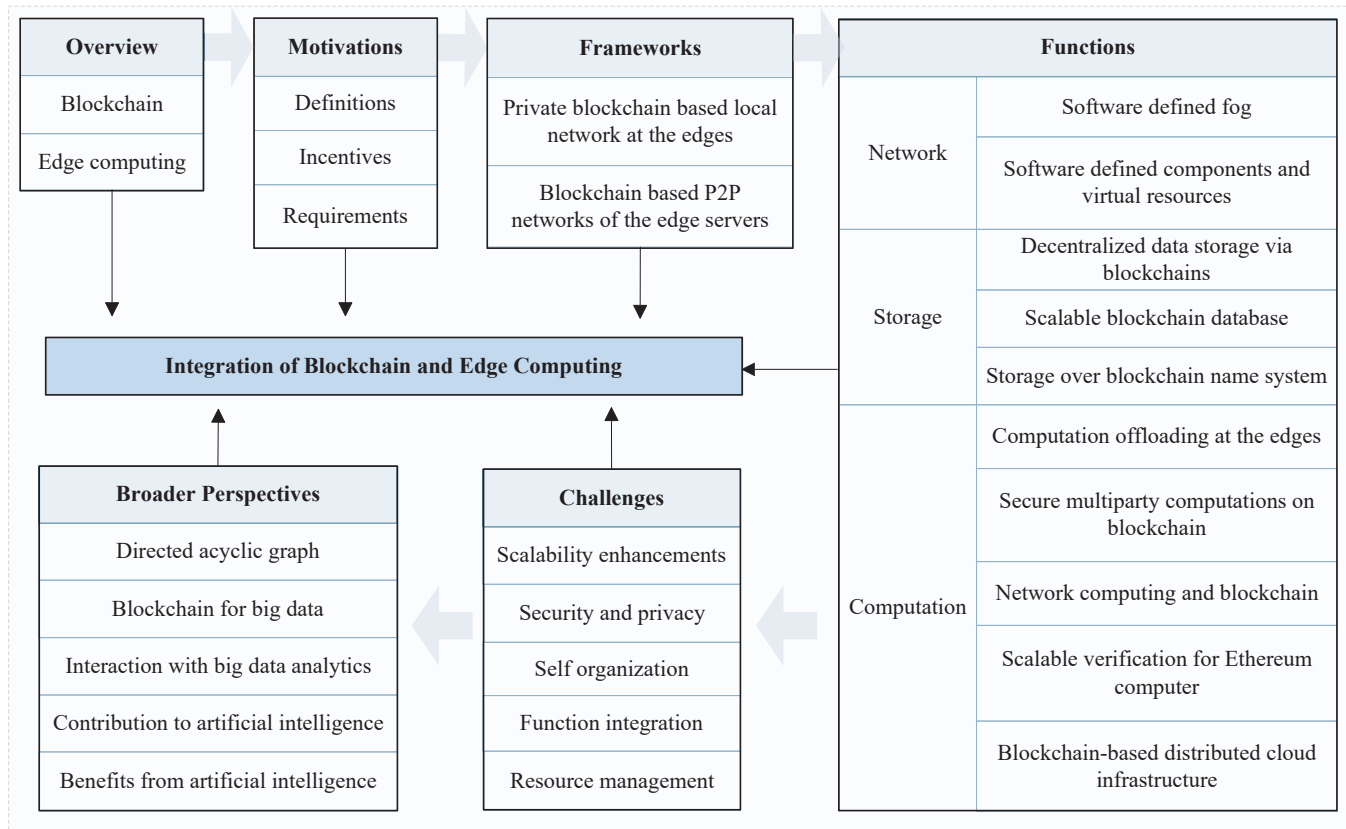 Overview
Blockchain
Edge computing
Motivations
Definitions
Incentives
Requirements
Frameworks
Private blockchain based local
network at the edges
Blockchain based P2P
networks of the edge servers
Functions
Network
Software defined fog
Software defined components and
virtual resources
Storage
Decentralized data storage via
blockchains
Scalable blockchain database
Storage over blockchain name system
Computation
Computation offloading at the edges
Secure multiparty computations on
blockchain
Network computing and blockchain
Scalable verification for Ethereum
computer
Blockchain-based distributed cloud
infrastructure
Integration of Blockchain and Edge Computing
Broader Perspectives
Directed acyclic graph
Blockchain for big data
Interaction with big data analytics
Contribution to artificial intelligence
Benefits from artificial intelligence
Challenges
Scalability enhancements
Security and privacy
Self organization
Function integration
Resource management